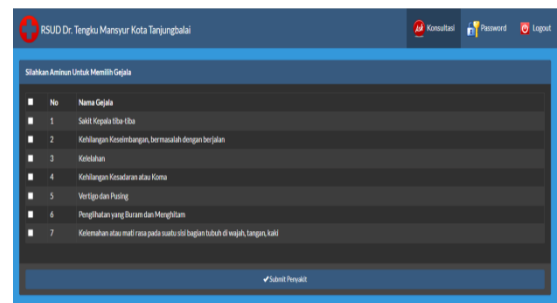 RSUD Dr. Tengku Mansyur Kota Tanjungbalai
Ask Konsultasi Password Logout
Silahkan Aminun Untuk Memilih Gejala
No Nama Gejala
1 Sakit Kepala tiba-tiba
2 Kehilangan Keseimbangan, bermasalah dengan berjalan
3 Kelelahan
4 Kehilangan Kesadaran atau Koma
5 Vertigo dan Pusing
6 Penglihatan yang Buram dan Menghitam
7 Kelemahan atau mati rasa pada suatu sisi bagian tubuh di wajah, tangan, kaki
✔Submit Penyakit